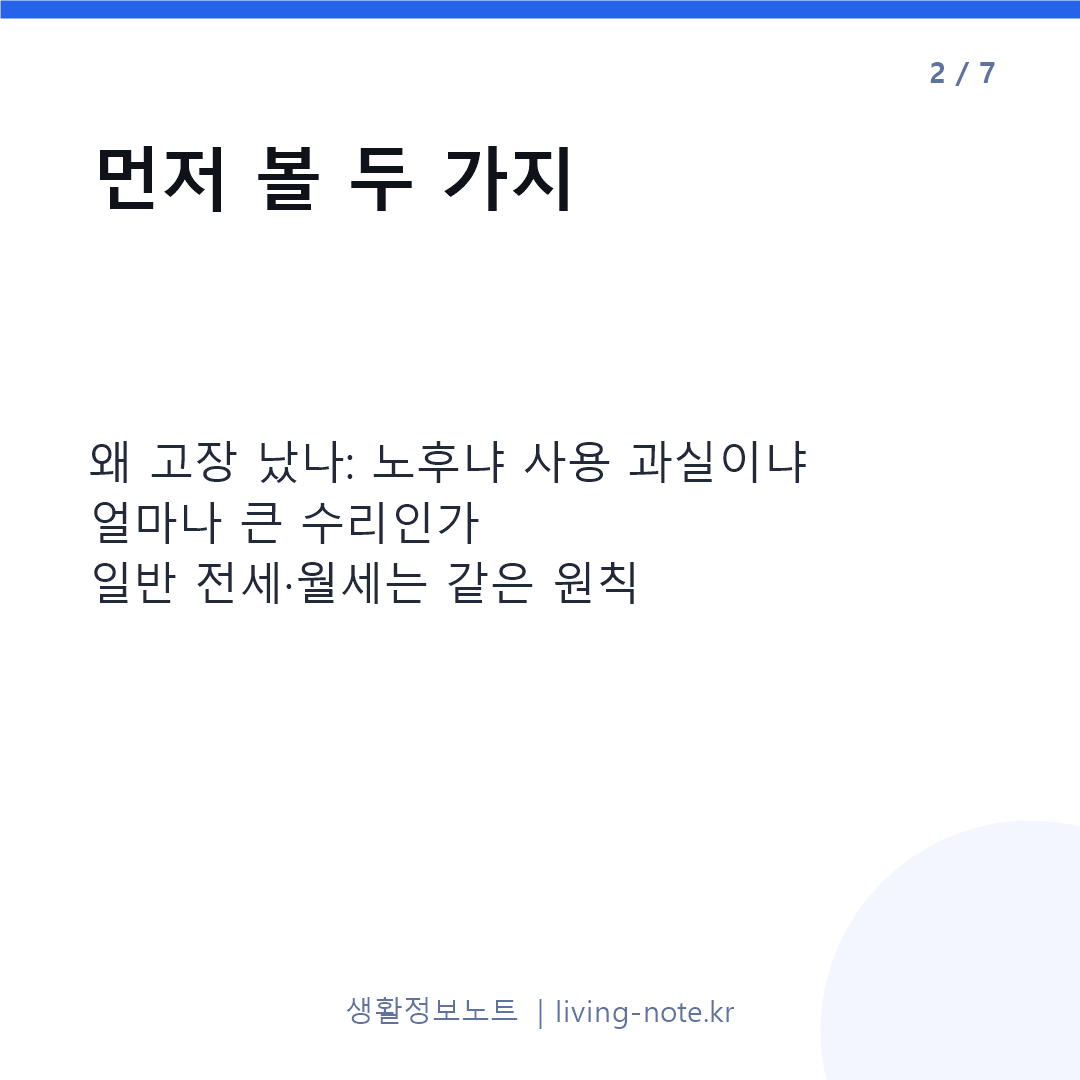 2 / 7
먼저 볼 두 가지
왜 고장 났나: 노후냐 사용 과실이냐
얼마나 큰 수리인가
일반 전세·월세는 같은 원칙
생활정보노트 | living-note.kr